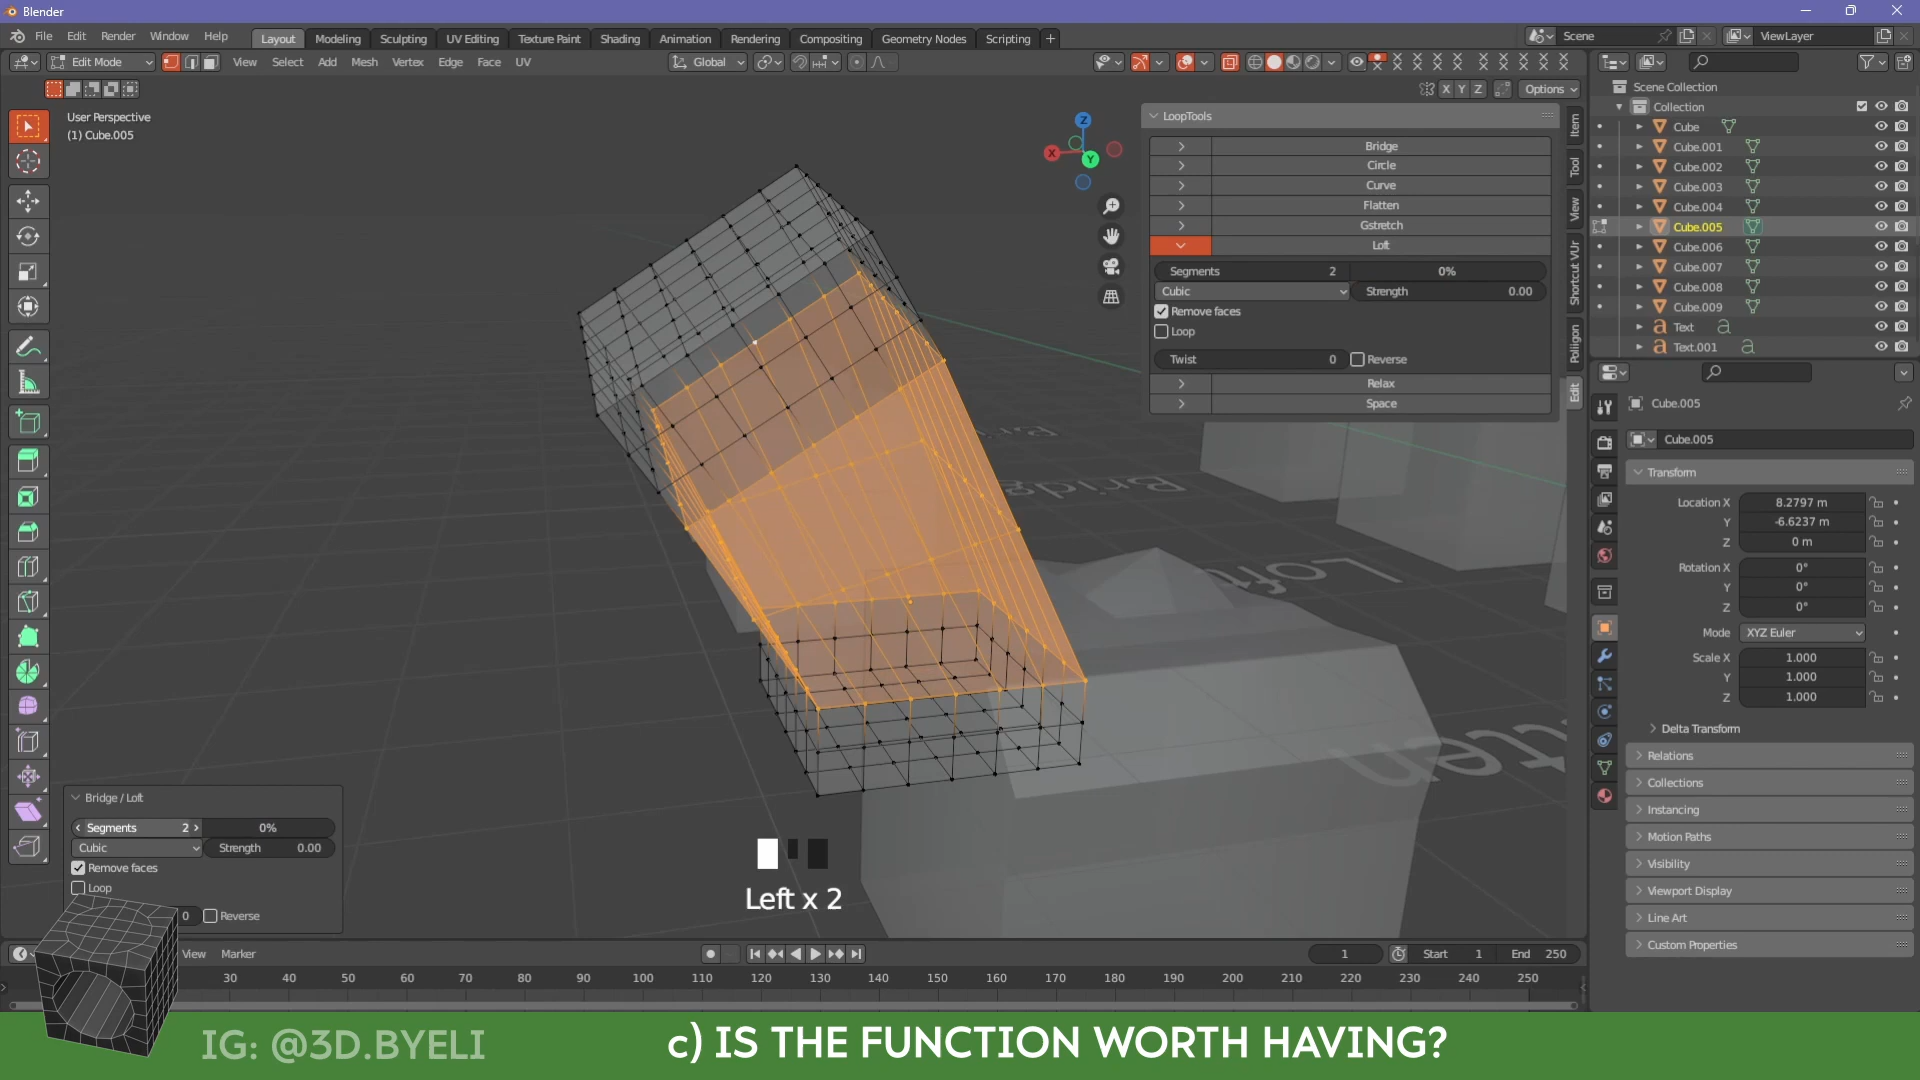 Blender
File Edit Render Window Help
Layout Modeling Sculpting UV Editing Texture Paint Shading Animation Rendering Compositing Geometry Nodes Scripting +
Scene
ViewLayer
Edit Mode View Select Add Mesh Vertex Edge Face UV
Global
X Y Z Options
User Perspective
(1) Cube.005
Z
X
Y
LoopTools
Bridge
Circle
Curve
Flatten
Gstretch
Loft
Segments 2 0%
Cubic Strength 0.00
Remove faces
Loop
Twist 0 Reverse
Relax
Space
Item
Tool
View
Shortcut VUr
Poliigon
Edit
Scene Collection
Collection
Cube
Cube.001
Cube.002
Cube.003
Cube.004
Cube.005
Cube.006
Cube.007
Cube.008
Cube.009
Text
Text.001
Cube.005
Cube.005
Transform
Location X 8.2797 m
Y -6.6237 m
Z 0 m
Rotation X 0°
Y 0°
Z 0°
Mode XYZ Euler
Scale X 1.000
Y 1.000
Z 1.000
Delta Transform
Relations
Collections
Instancing
Motion Paths
Visibility
Viewport Display
Line Art
Custom Properties
Bridge / Loft
Segments 2 0%
Cubic Strength 0.00
Remove faces
Loop
0 Reverse
Left x 2
View Marker
1 Start 1 End 250
30 40 50 60 70 80 90 100 110 120 130 140 150 160 170 180 190 200 210 220 230 240 250
IG: @3D.BYELI
c) IS THE FUNCTION WORTH HAVING?